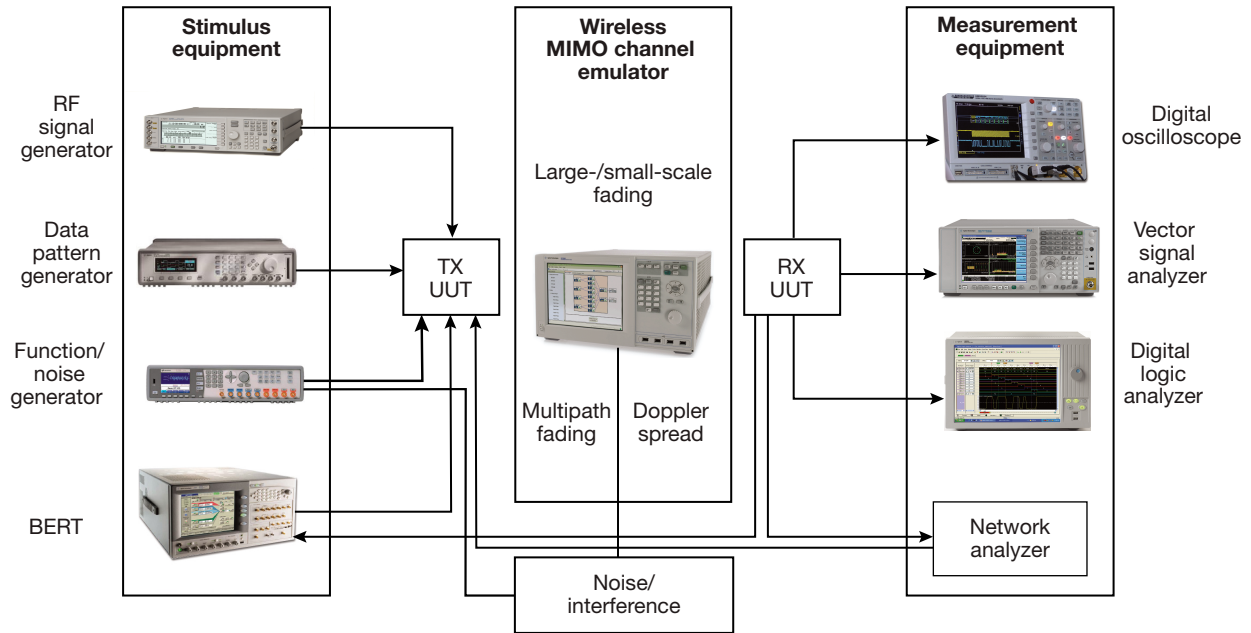 Stimulus
equipment
RF
signal
generator
Data
pattern
generator
Function/
noise
generator
BERT
TX
UUT
Wireless
MIMO channel
emulator
Large-/small-scale
fading
Multipath
fading
Doppler
spread
Noise/
interference
RX
UUT
Measurement
equipment
Digital
oscilloscope
Vector
signal
analyzer
Digital
logic
analyzer
Network
analyzer